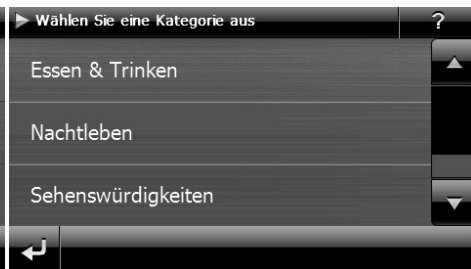 Wählen Sie eine Kategorie aus
?
Essen & Trinken
Nachtleben
Sehenswürdigkeiten